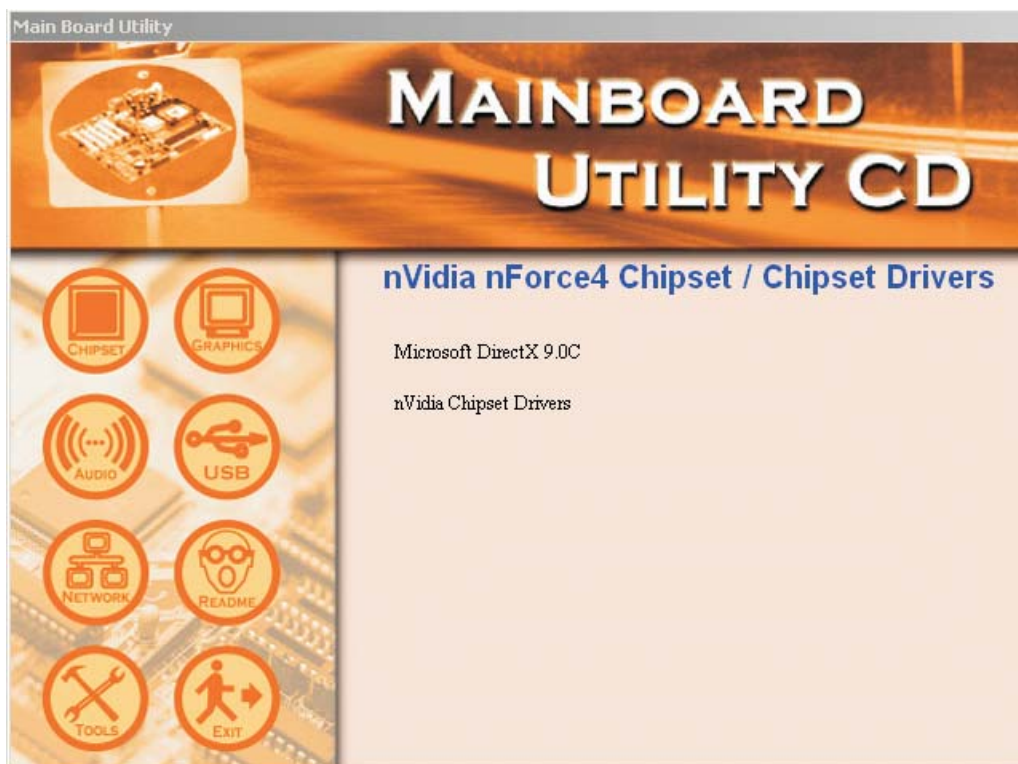 Main Board Utility
MAINBOARD
UTILITY CD
nVidia nForce4 Chipset / Chipset Drivers
Microsoft DirectX 9.0C
nVidia Chipset Drivers
CHIPSET
GRAPHICS
AUDIO
USB
NETWORK
README
TOOLS
EXIT